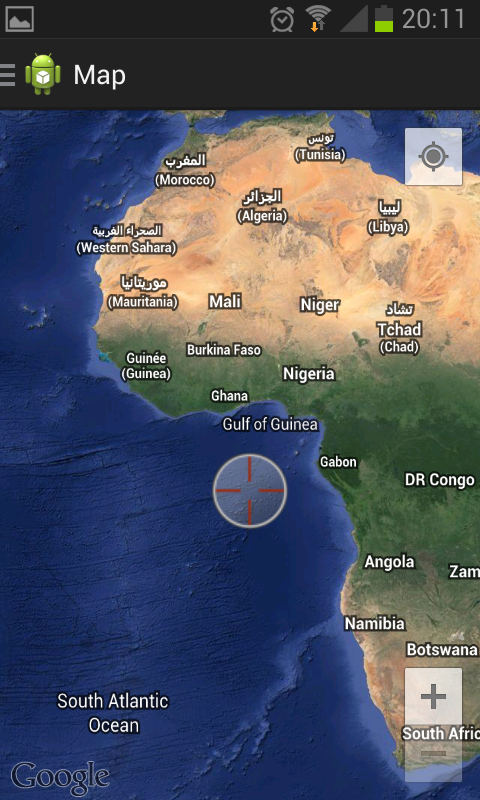 20:11
Map
تونس
(Tunisia)
المغرب
(Morocco)
الجزائر
(Algeria)
ليبيا
(Libya)
الصحراء الغربية
(Western Sahara)
موريتانيا
(Mauritania)
Mali
Niger
تشاد
Tchad
(Chad)
Guinée
(Guinea)
Burkina Faso
Nigeria
Ghana
Gulf of Guinea
Gabon
DR Congo
Angola
Zam
Namibia
Botswana
South Atlantic
Ocean
South Afric
Google